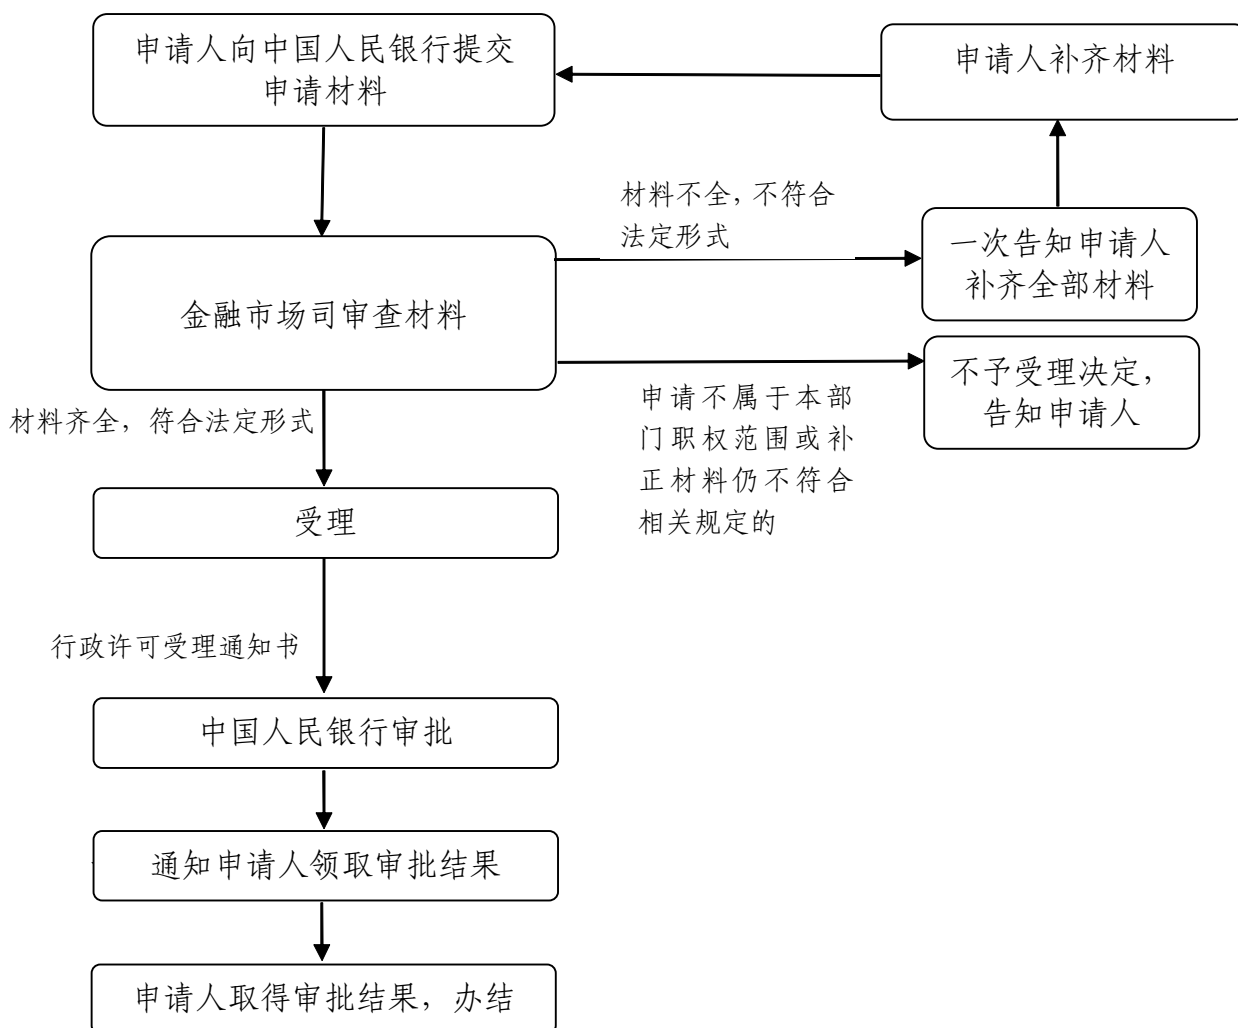 申请人向中国人民银行提交
申请材料
申请人补齐材料
材料不全，不符合
法定形式
一次告知申请人
补齐全部材料
金融市场司审查材料
不予受理决定，
告知申请人
申请不属于本部
门职权范围或补
正材料仍不符合
相关规定的
材料齐全，符合法定形式
受理
行政许可受理通知书
中国人民银行审批
通知申请人领取审批结果
申请人取得审批结果，办结